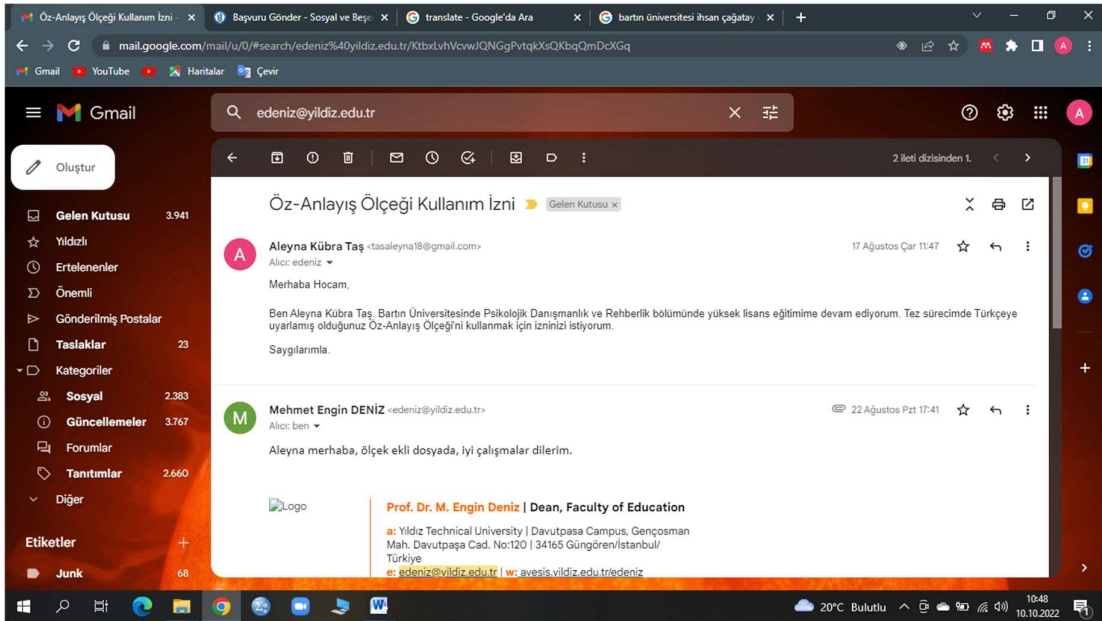 Öz-Anlayış Ölçeği Kullanım İzni -
Başvuru Gönder - Sosyal ve Beşe
translate - Google'da Ara
bartın üniversitesi ihsan çağatay
mail.google.com/mail/u/0/#search/edeniz%40yildiz.edu.tr/KtbxLvhVcvwJQNGgPvtqkXsQKbqQmDcXGq
A
Gmail
YouTube
Haritalar
Çevir
Gmail
edeniz@yildiz.edu.tr
A
Oluştur
2 ileti dizisinden 1.
Gelen Kutusu 3.941
Yıldızlı
Ertelenenler
Önemli
Gönderilmiş Postalar
Taslaklar 23
Kategoriler
Sosyal 2.383
Güncellemeler 3.767
Forumlar
Tanıtımlar 2.660
Diğer
Etiketler
Junk 68
Öz-Anlayış Ölçeği Kullanım İzni
Gelen Kutusu x
A
Aleyna Kübra Taş <tasaleyna18@gmail.com>
17 Ağustos Çar 11:47
Alıcı: edeniz
Merhaba Hocam,
Ben Aleyna Kübra Taş. Bartın Üniversitesinde Psikolojik Danışmanlık ve Rehberlik bölümünde yüksek lisans eğitimime devam ediyorum. Tez sürecimde Türkçeye
uyarlamış olduğunuz Öz-Anlayış Ölçeği'ni kullanmak için izninizi istiyorum.
Saygılarımla.
M
Mehmet Engin DENİZ <edeniz@yildiz.edu.tr>
22 Ağustos Pzt 17:41
Alıcı: ben
Aleyna merhaba, ölçek ekli dosyada, iyi çalışmalar dilerim.
Logo
Prof. Dr. M. Engin Deniz | Dean, Faculty of Education
a: Yıldız Technical University | Davutpasa Campus, Gençosman
Mah. Davutpaşa Cad. No:120 | 34165 Güngören/İstanbul/
Türkiye
e: edeniz@yildiz.edu.tr | w: avesis.yildiz.edu.tr/edeniz
20°C Bulutlu
10:48
10.10.2022